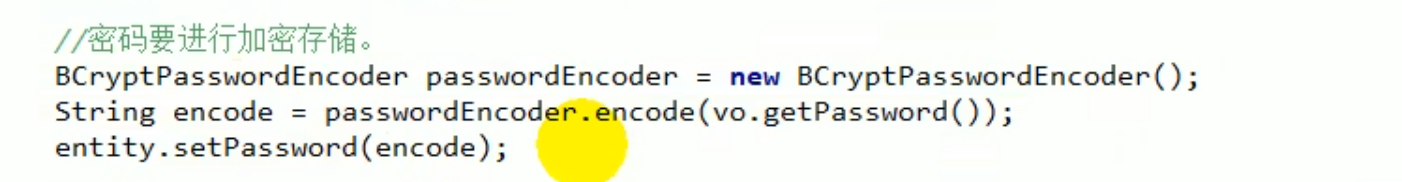 //密码要进行加密存储。
BCryptPasswordEncoder passwordEncoder = new BCryptPasswordEncoder();
String encode = passwordEncoder.encode(vo.getPassword());
entity.setPassword(encode);